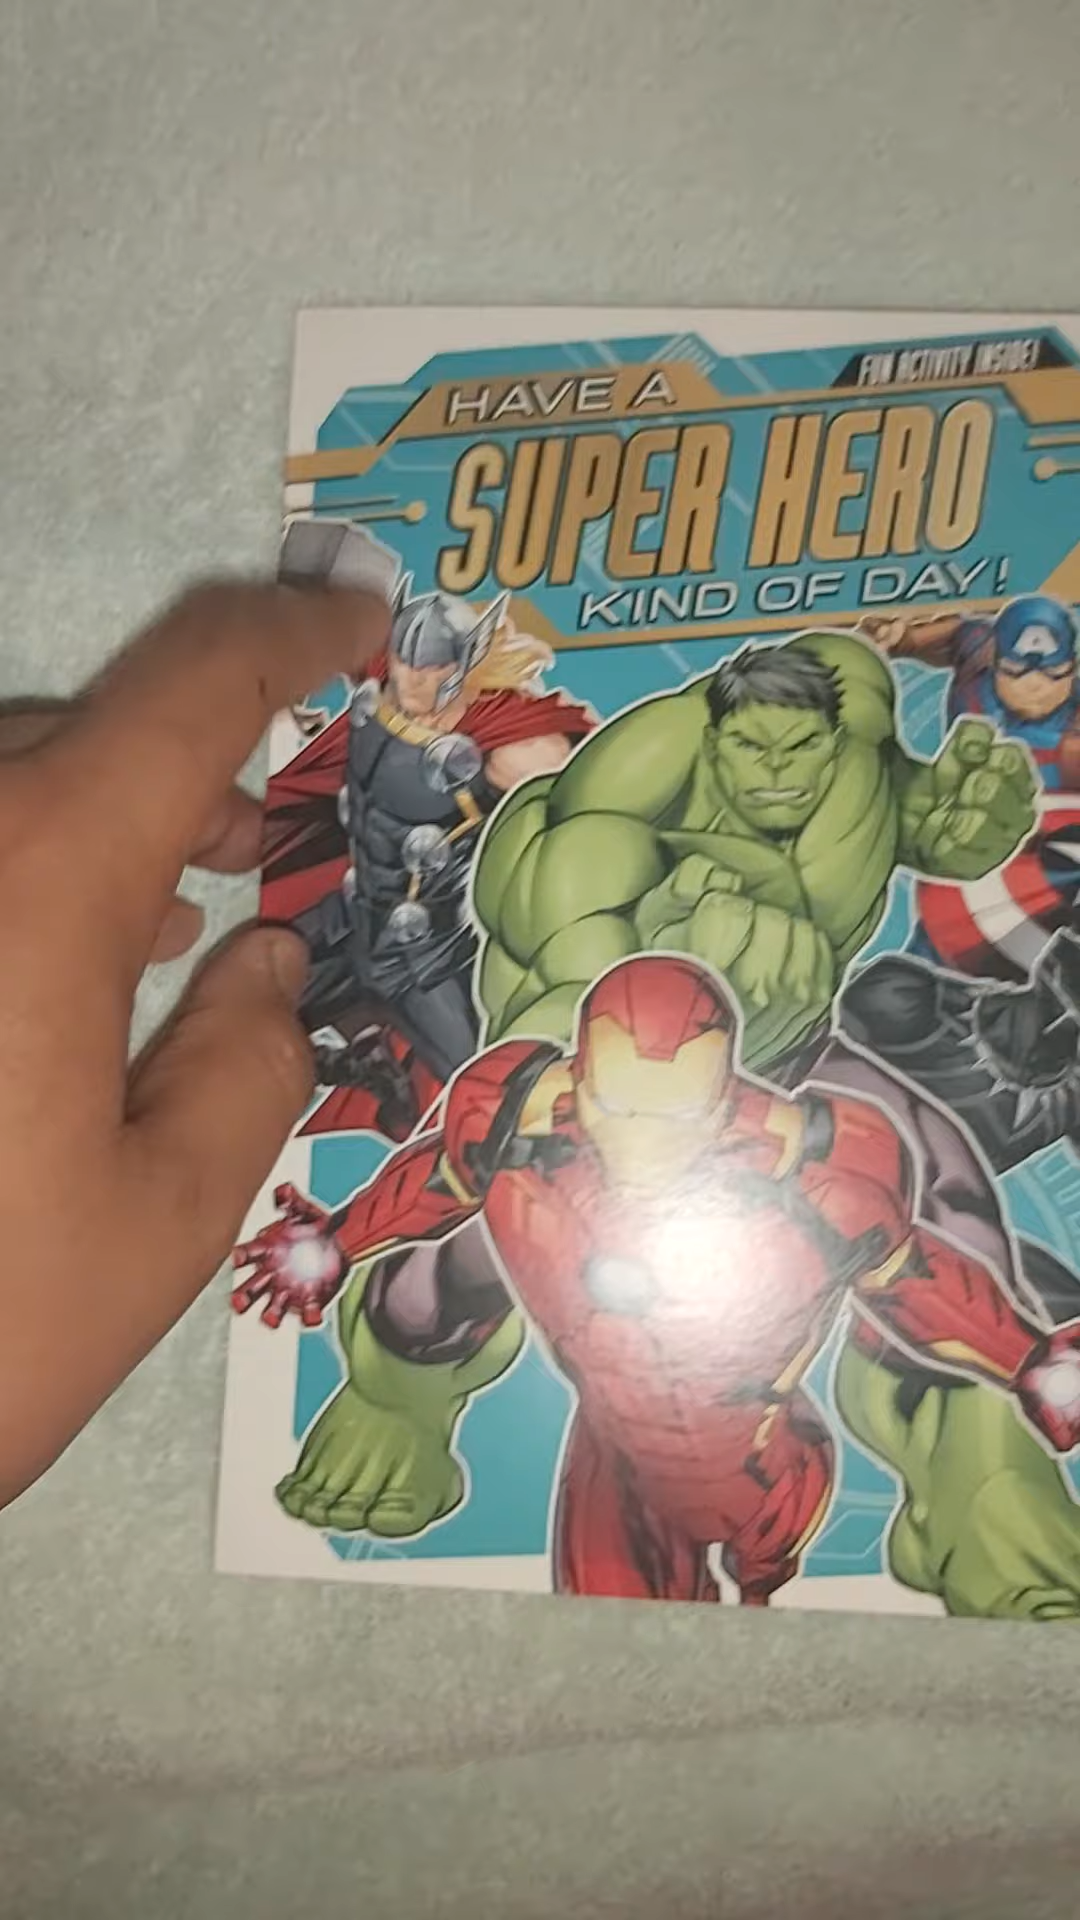 FUN ACTIVITY INSIDE!
HAVE A
SUPER HERO
KIND OF DAY!
A